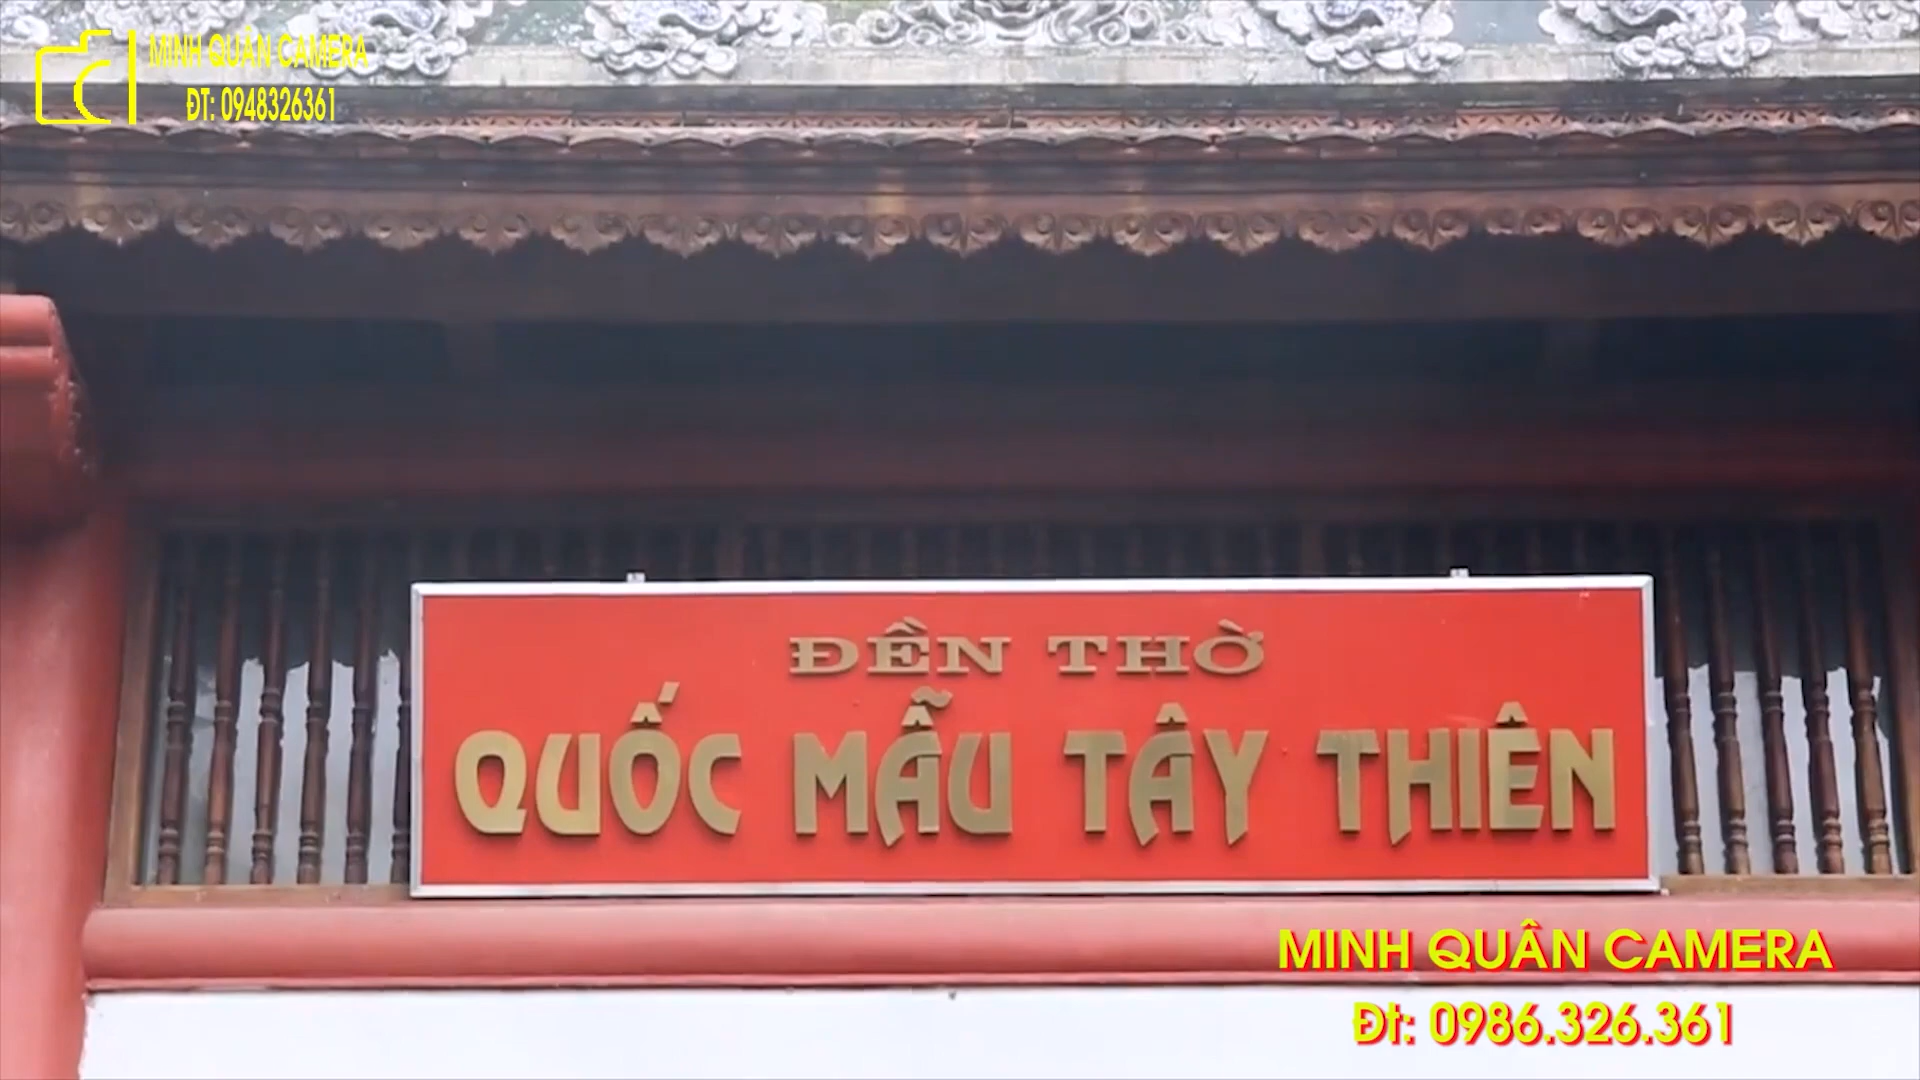 MINH QUÂN CAMERA
ĐT: 0948326361
ĐỀN THỜ
QUỐC MẪU TÂY THIÊN
MINH QUÂN CAMERA
Đt: 0986.326.361